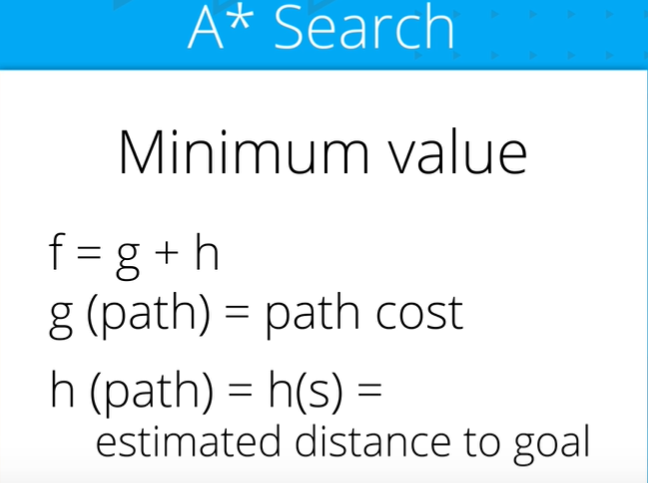 A* Search
Minimum value
f = g + h
g (path) = path cost
h (path) = h(s) =
estimated distance to goal